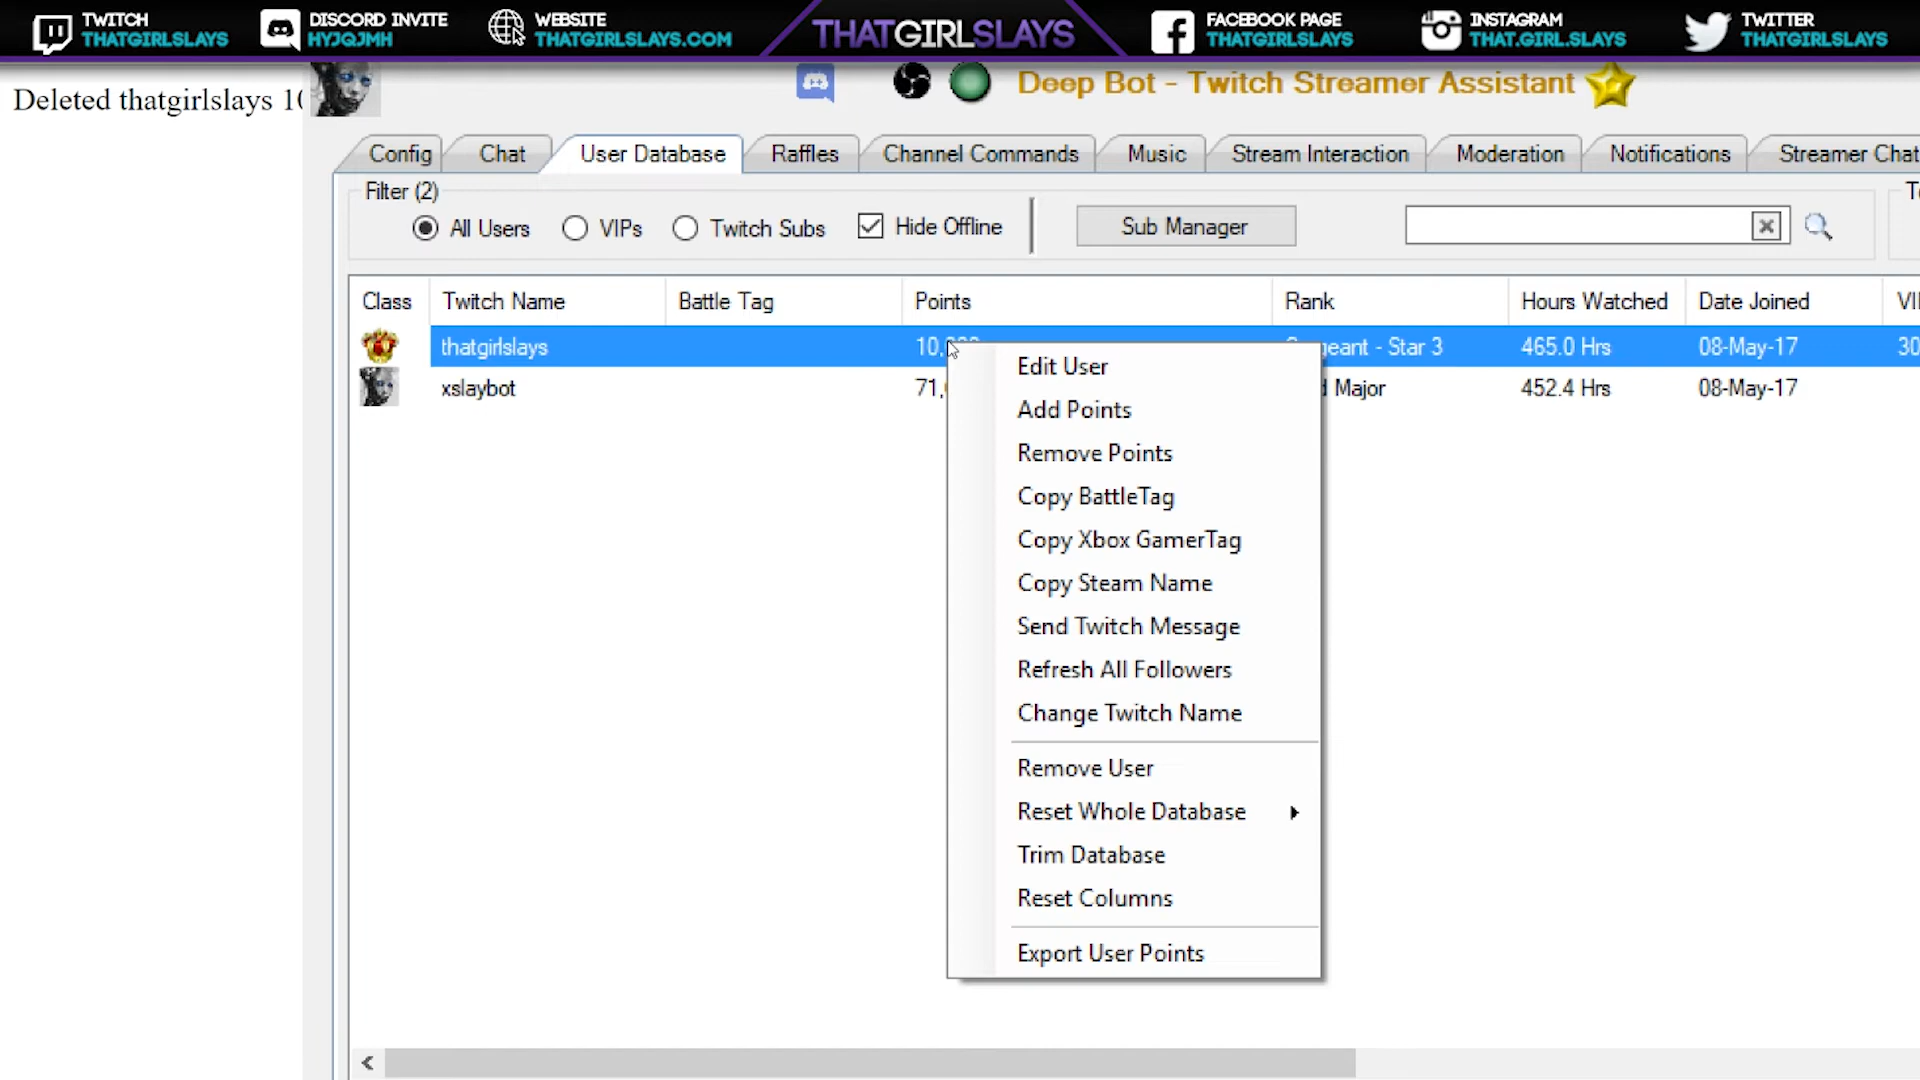 TWITCH
THATGIRLSLAYS
DISCORD INVITE
HYJQJMH
WEBSITE
THATGIRLSLAYS.COM
THATGIRLSLAYS
FACEBOOK PAGE
THATGIRLSLAYS
INSTAGRAM
THAT.GIRL.SLAYS
TWITTER
THATGIRLSLAYS
Deleted thatgirlslays
Deep Bot - Twitch Streamer Assistant
Config Chat User Database Raffles Channel Commands Music Stream Interaction Moderation Notifications Streamer Chat
Filter (2)
All Users VIPs Twitch Subs Hide Offline Sub Manager
Class Twitch Name Battle Tag Points Rank Hours Watched Date Joined
thatgirlslays - Star 3 465.0 Hrs 08-May-17
xslaybot Major 452.4 Hrs 08-May-17
Edit User
Add Points
Remove Points
Copy BattleTag
Copy Xbox GamerTag
Copy Steam Name
Send Twitch Message
Refresh All Followers
Change Twitch Name
Remove User
Reset Whole Database
Trim Database
Reset Columns
Export User Points